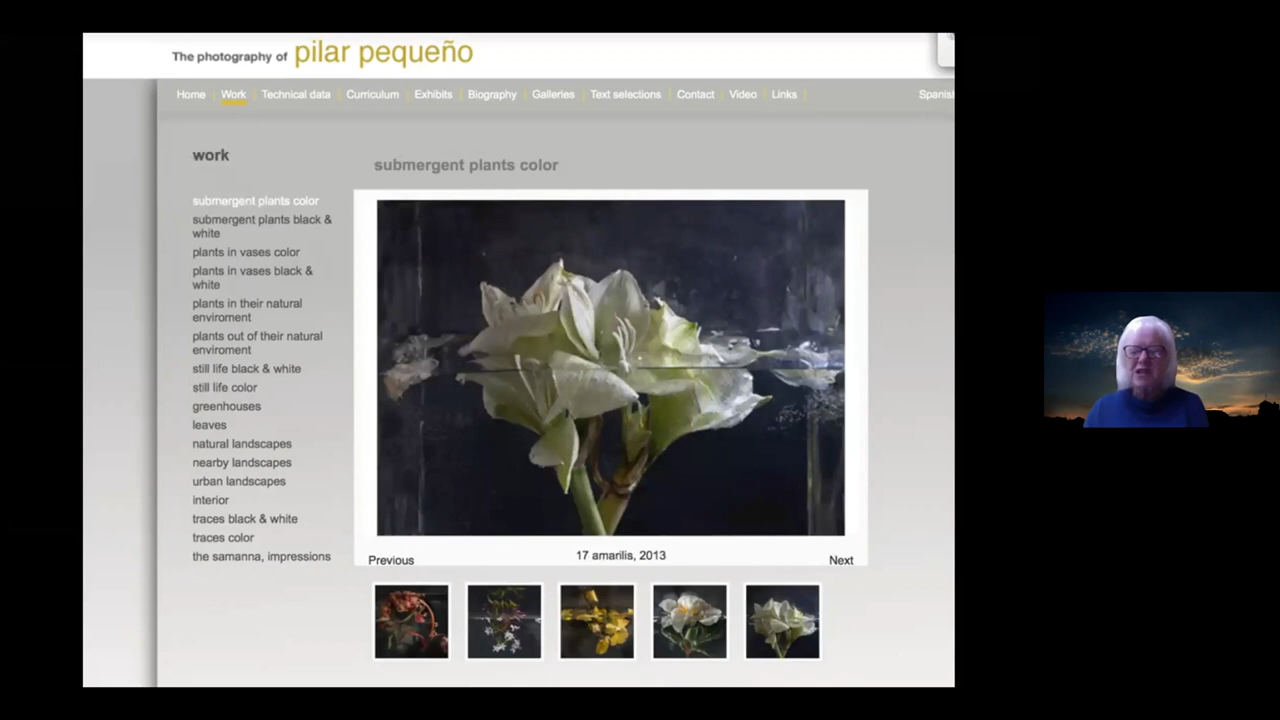 The photography of pilar pequeño
Home Work Technical data Curriculum Exhibits Biography Galleries Text selections Contact Video Links Spanish
work
submergent plants color
submergent plants color
submergent plants black &
white
plants in vases color
plants in vases black &
white
plants in their natural
enviroment
plants out of their natural
enviroment
still life black & white
still life color
greenhouses
leaves
natural landscapes
nearby landscapes
urban landscapes
interior
traces black & white
traces color
the samanna, impressions
Previous
17 amarilis, 2013
Next